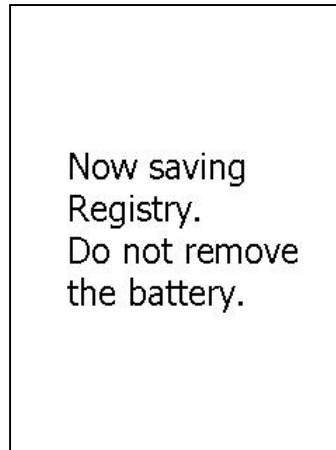 Now saving
Registry.
Do not remove
the battery.